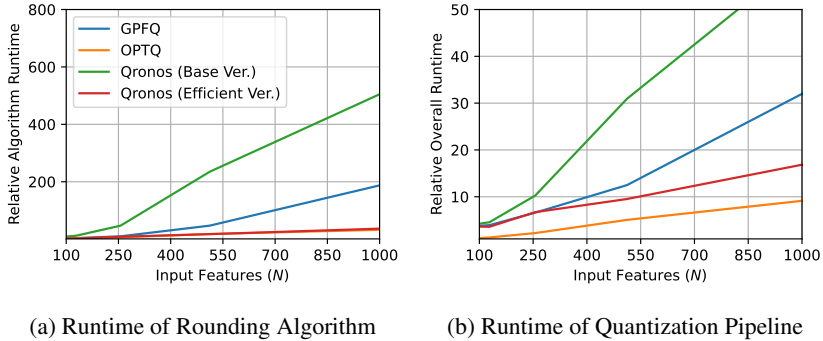 800
600
400
200
Relative Algorithm Runtime
GPFQ
OPTQ
Qronos (Base Ver.)
Qronos (Efficient Ver.)
100 250 400 550 700 850 1000
Input Features (N)
50
40
30
20
10
Relative Overall Runtime
100 250 400 550 700 850 1000
Input Features (N)
(a) Runtime of Rounding Algorithm
(b) Runtime of Quantization Pipeline